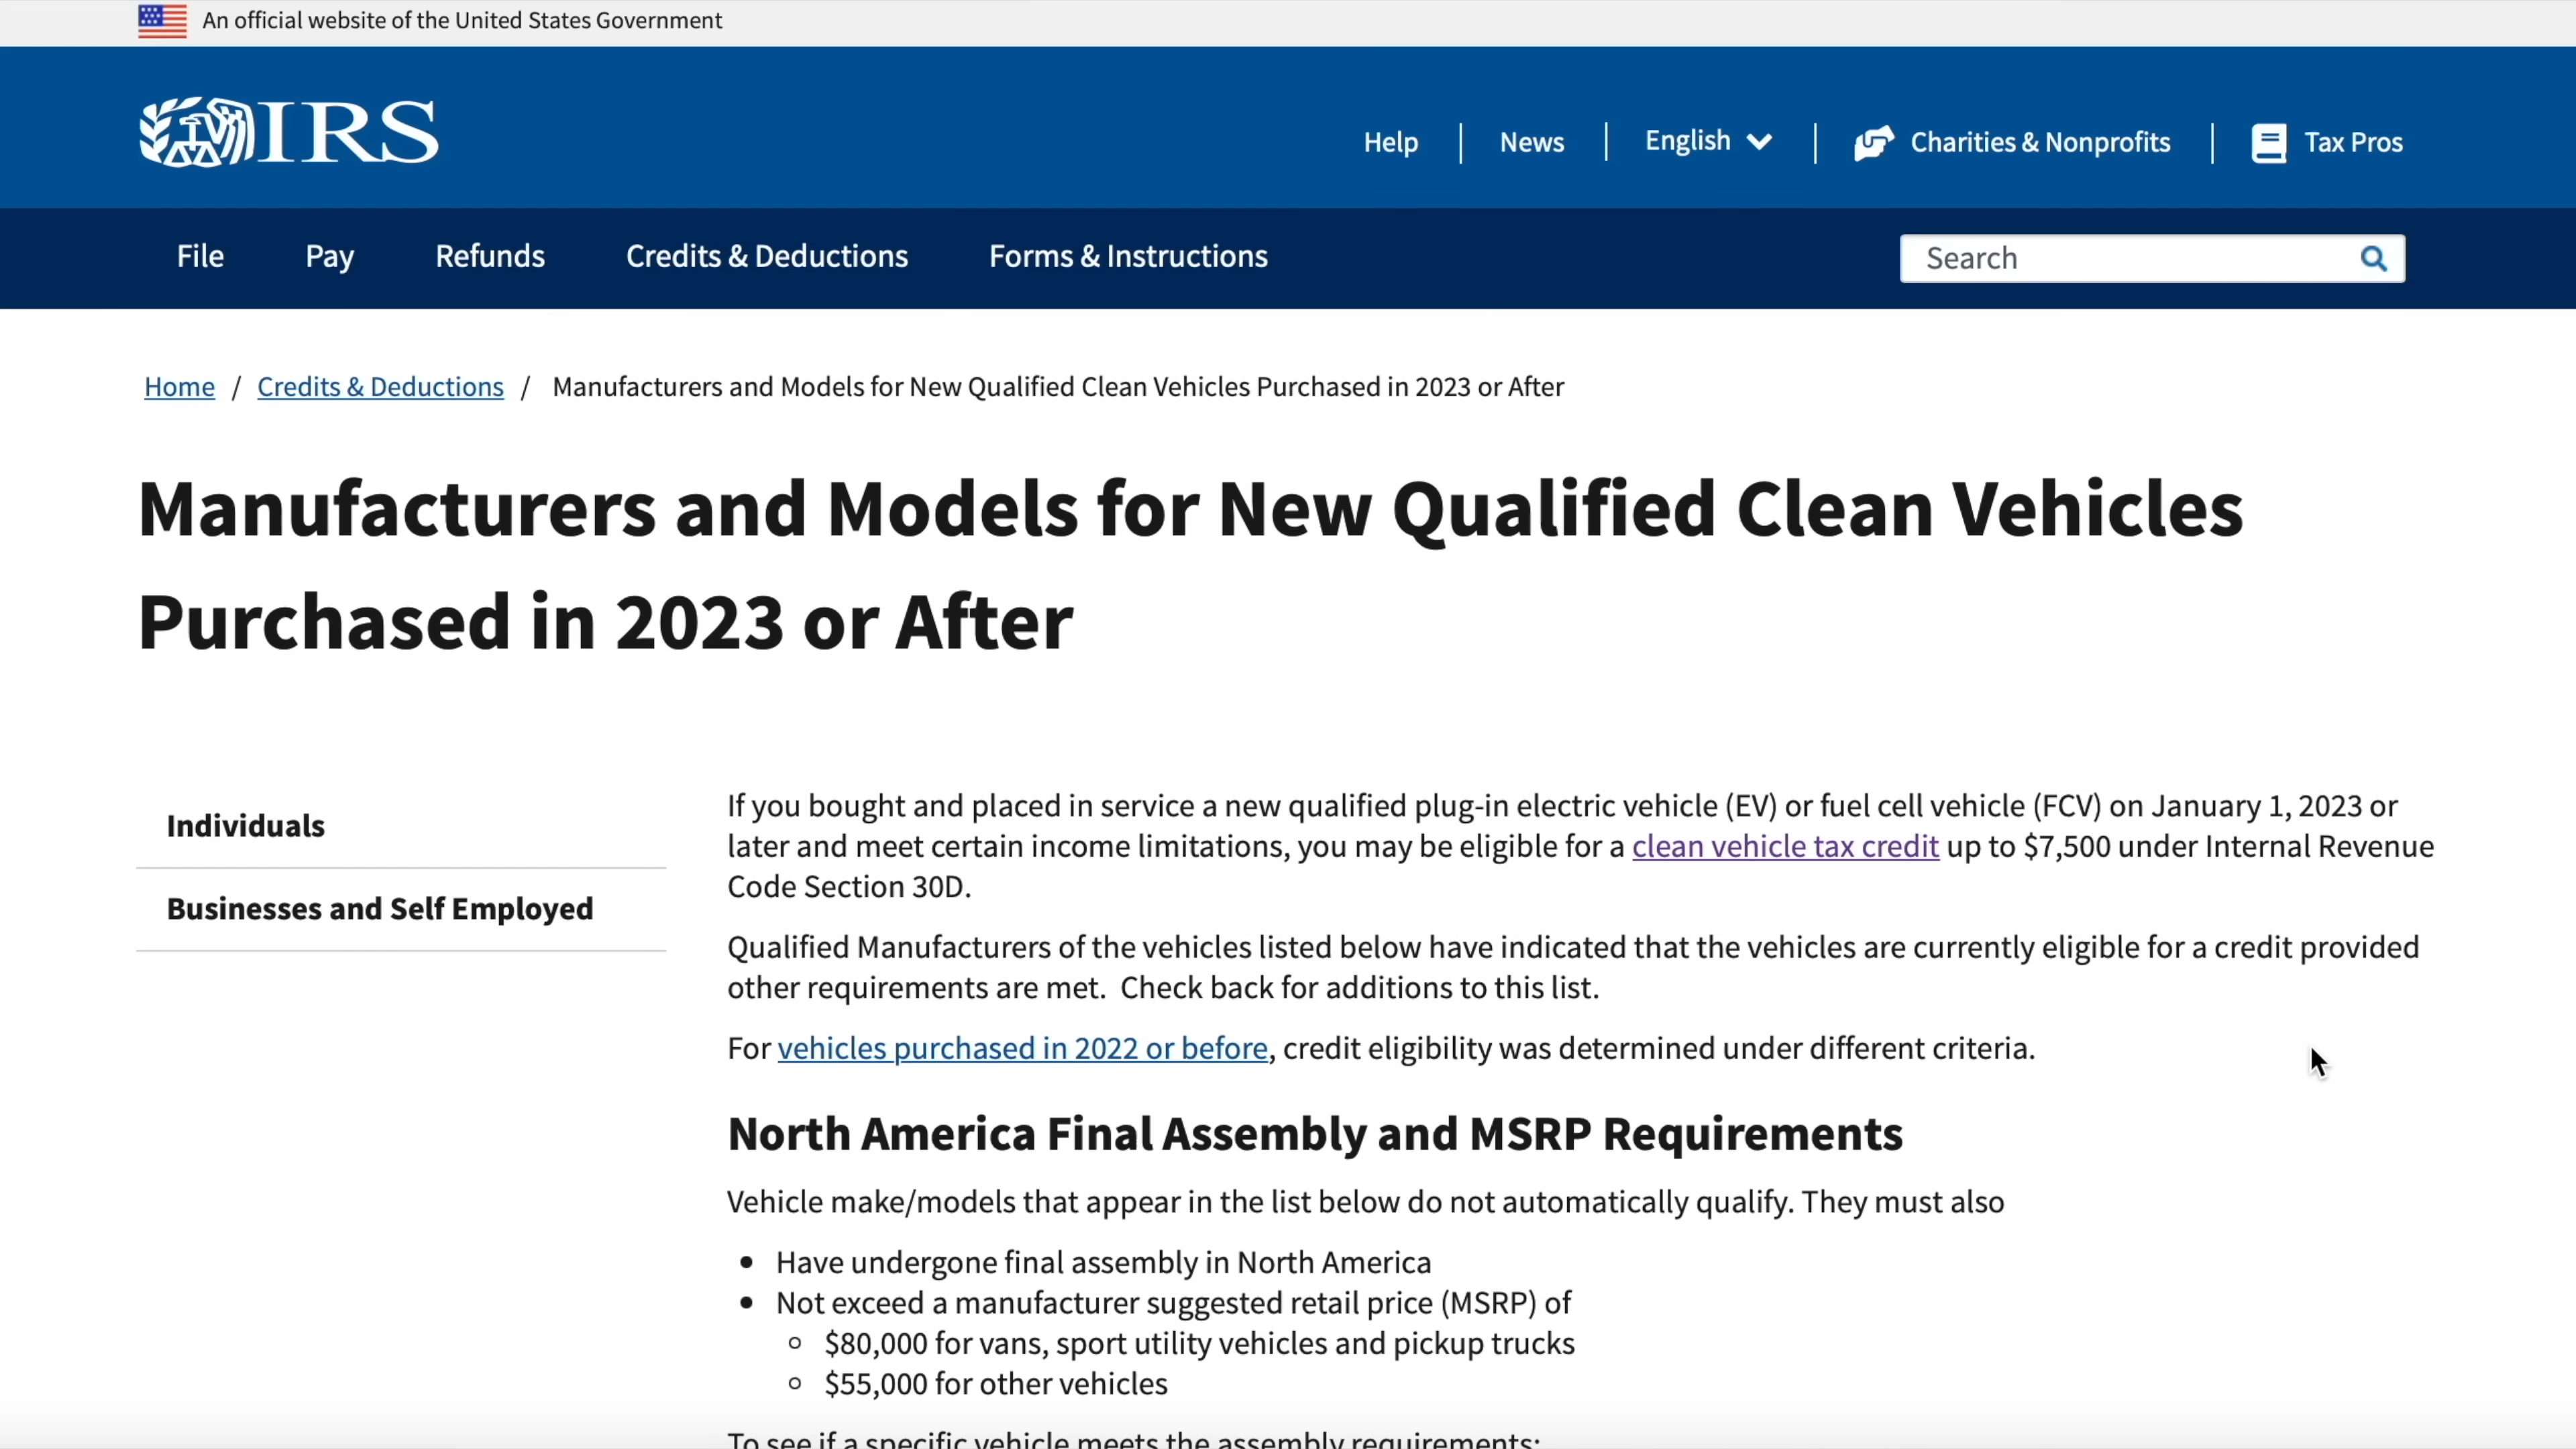 An official website of the United States Government
IRS
Help
News
English
Charities & Nonprofits
Tax Pros
File
Pay
Refunds
Credits & Deductions
Forms & Instructions
Search
Home / Credits & Deductions / Manufacturers and Models for New Qualified Clean Vehicles Purchased in 2023 or After
Manufacturers and Models for New Qualified Clean Vehicles
Purchased in 2023 or After
Individuals
Businesses and Self Employed
If you bought and placed in service a new qualified plug-in electric vehicle (EV) or fuel cell vehicle (FCV) on January 1, 2023 or
later and meet certain income limitations, you may be eligible for a clean vehicle tax credit up to $7,500 under Internal Revenue
Code Section 30D.
Qualified Manufacturers of the vehicles listed below have indicated that the vehicles are currently eligible for a credit provided
other requirements are met.  Check back for additions to this list.
For vehicles purchased in 2022 or before, credit eligibility was determined under different criteria.
North America Final Assembly and MSRP Requirements
Vehicle make/models that appear in the list below do not automatically qualify. They must also
• Have undergone final assembly in North America
• Not exceed a manufacturer suggested retail price (MSRP) of
◦ $80,000 for vans, sport utility vehicles and pickup trucks
◦ $55,000 for other vehicles
To see if a specific vehicle meets the assembly requirements: